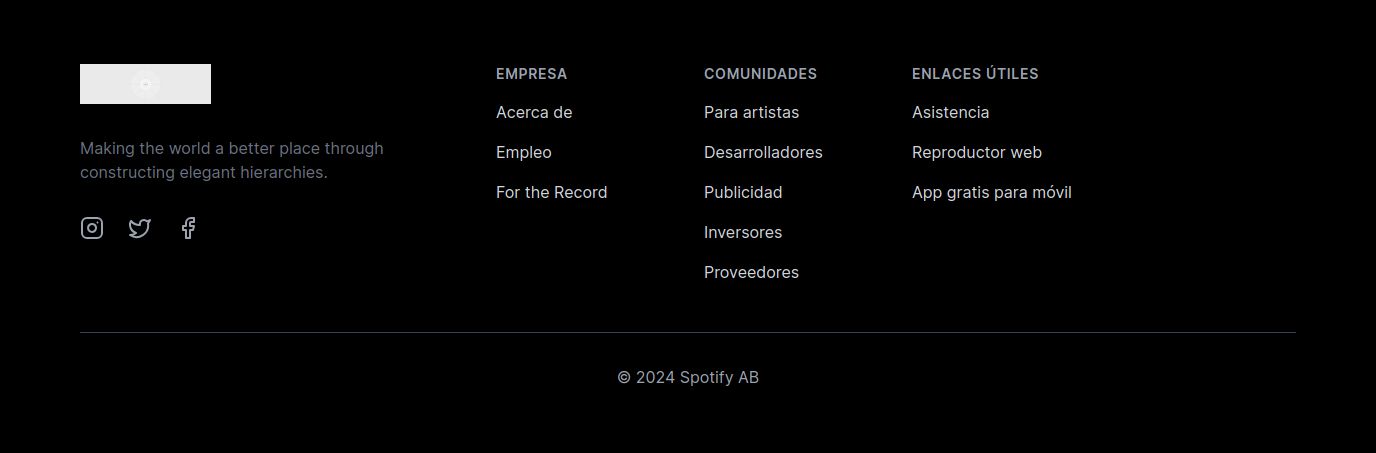 Making the world a better place through
constructing elegant hierarchies.
EMPRESA
Acerca de
Empleo
For the Record
COMUNIDADES
Para artistas
Desarrolladores
Publicidad
Inversores
Proveedores
ENLACES ÚTILES
Asistencia
Reproductor web
App gratis para móvil
© 2024 Spotify AB